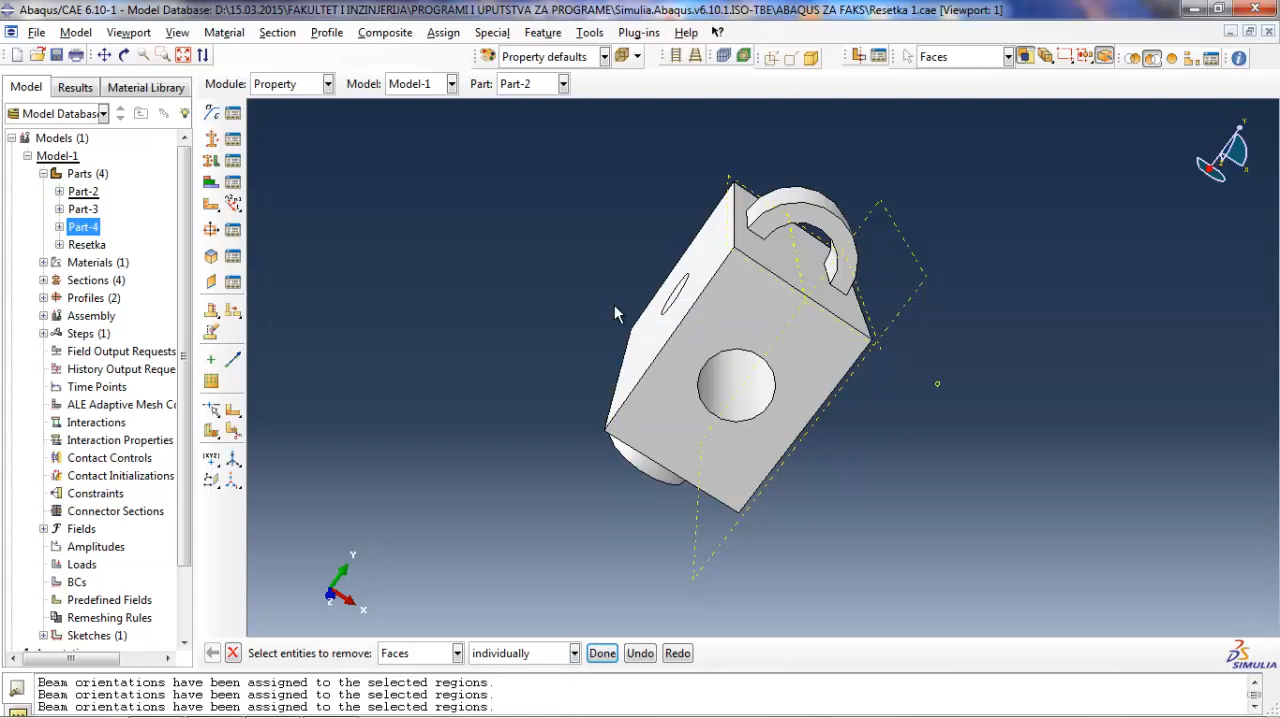 Abaqus/CAE 6.10-1 - Model Database: D:\15.03.2015\FAKULTET I INZINJERIJA\PROGRAMI I UPUTSTVA ZA PROGRAME\Simulia.Abaqus.v6.10.1.ISO-TBE\ABAQUS ZA FAKS\Resetka 1.cae [Viewport: 1]
File Model Viewport View Material Section Profile Composite Assign Special Feature Tools Plug-ins Help
Property defaults Faces
Model Results Material Library Module: Property Model: Model-1 Part: Part-2
Model Databas
Models (1)
Model-1
Parts (4)
Part-2
Part-3
Part-4
Resetka
Materials (1)
Sections (4)
Profiles (2)
Assembly
Steps (1)
Field Output Requests
History Output Reque
Time Points
ALE Adaptive Mesh Co
Interactions
Interaction Properties
Contact Controls
Contact Initializations
Constraints
Connector Sections
Fields
Amplitudes
Loads
BCs
Predefined Fields
Remeshing Rules
Sketches (1)
Y
X
Z
Y
X
Select entities to remove: Faces individually Done Undo Redo
SIMULIA
Beam orientations have been assigned to the selected regions.
Beam orientations have been assigned to the selected regions.
Beam orientations have been assigned to the selected regions.